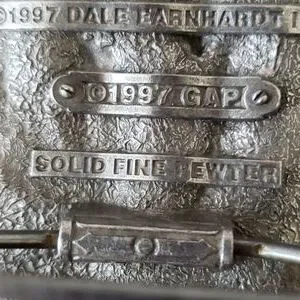 ©1997 DALE EARNHARDT
©1997 GAP
SOLID FINE PEWTER